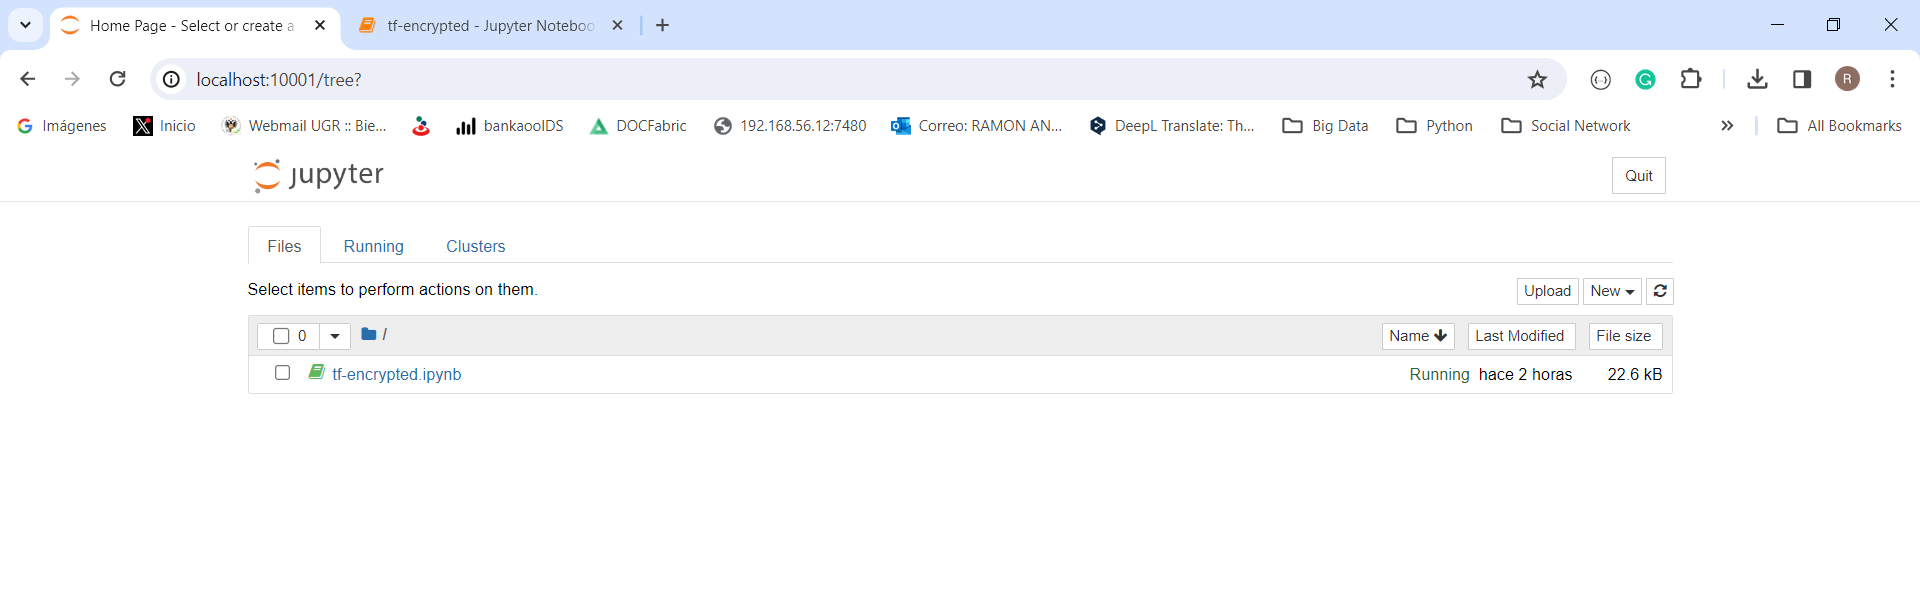 Home Page - Select or create a
tf-encrypted - Jupyter Noteboo
localhost:10001/tree?
R
Imágenes
Inicio
Webmail UGR :: Bie...
bankaooIDS
DOCFabric
192.168.56.12:7480
Correo: RAMON AN...
DeepL Translate: Th...
Big Data
Python
Social Network
All Bookmarks
jupyter
Quit
Files
Running
Clusters
Select items to perform actions on them.
Upload
New
0
/
Name
Last Modified
File size
tf-encrypted.ipynb
Running
hace 2 horas
22.6 kB